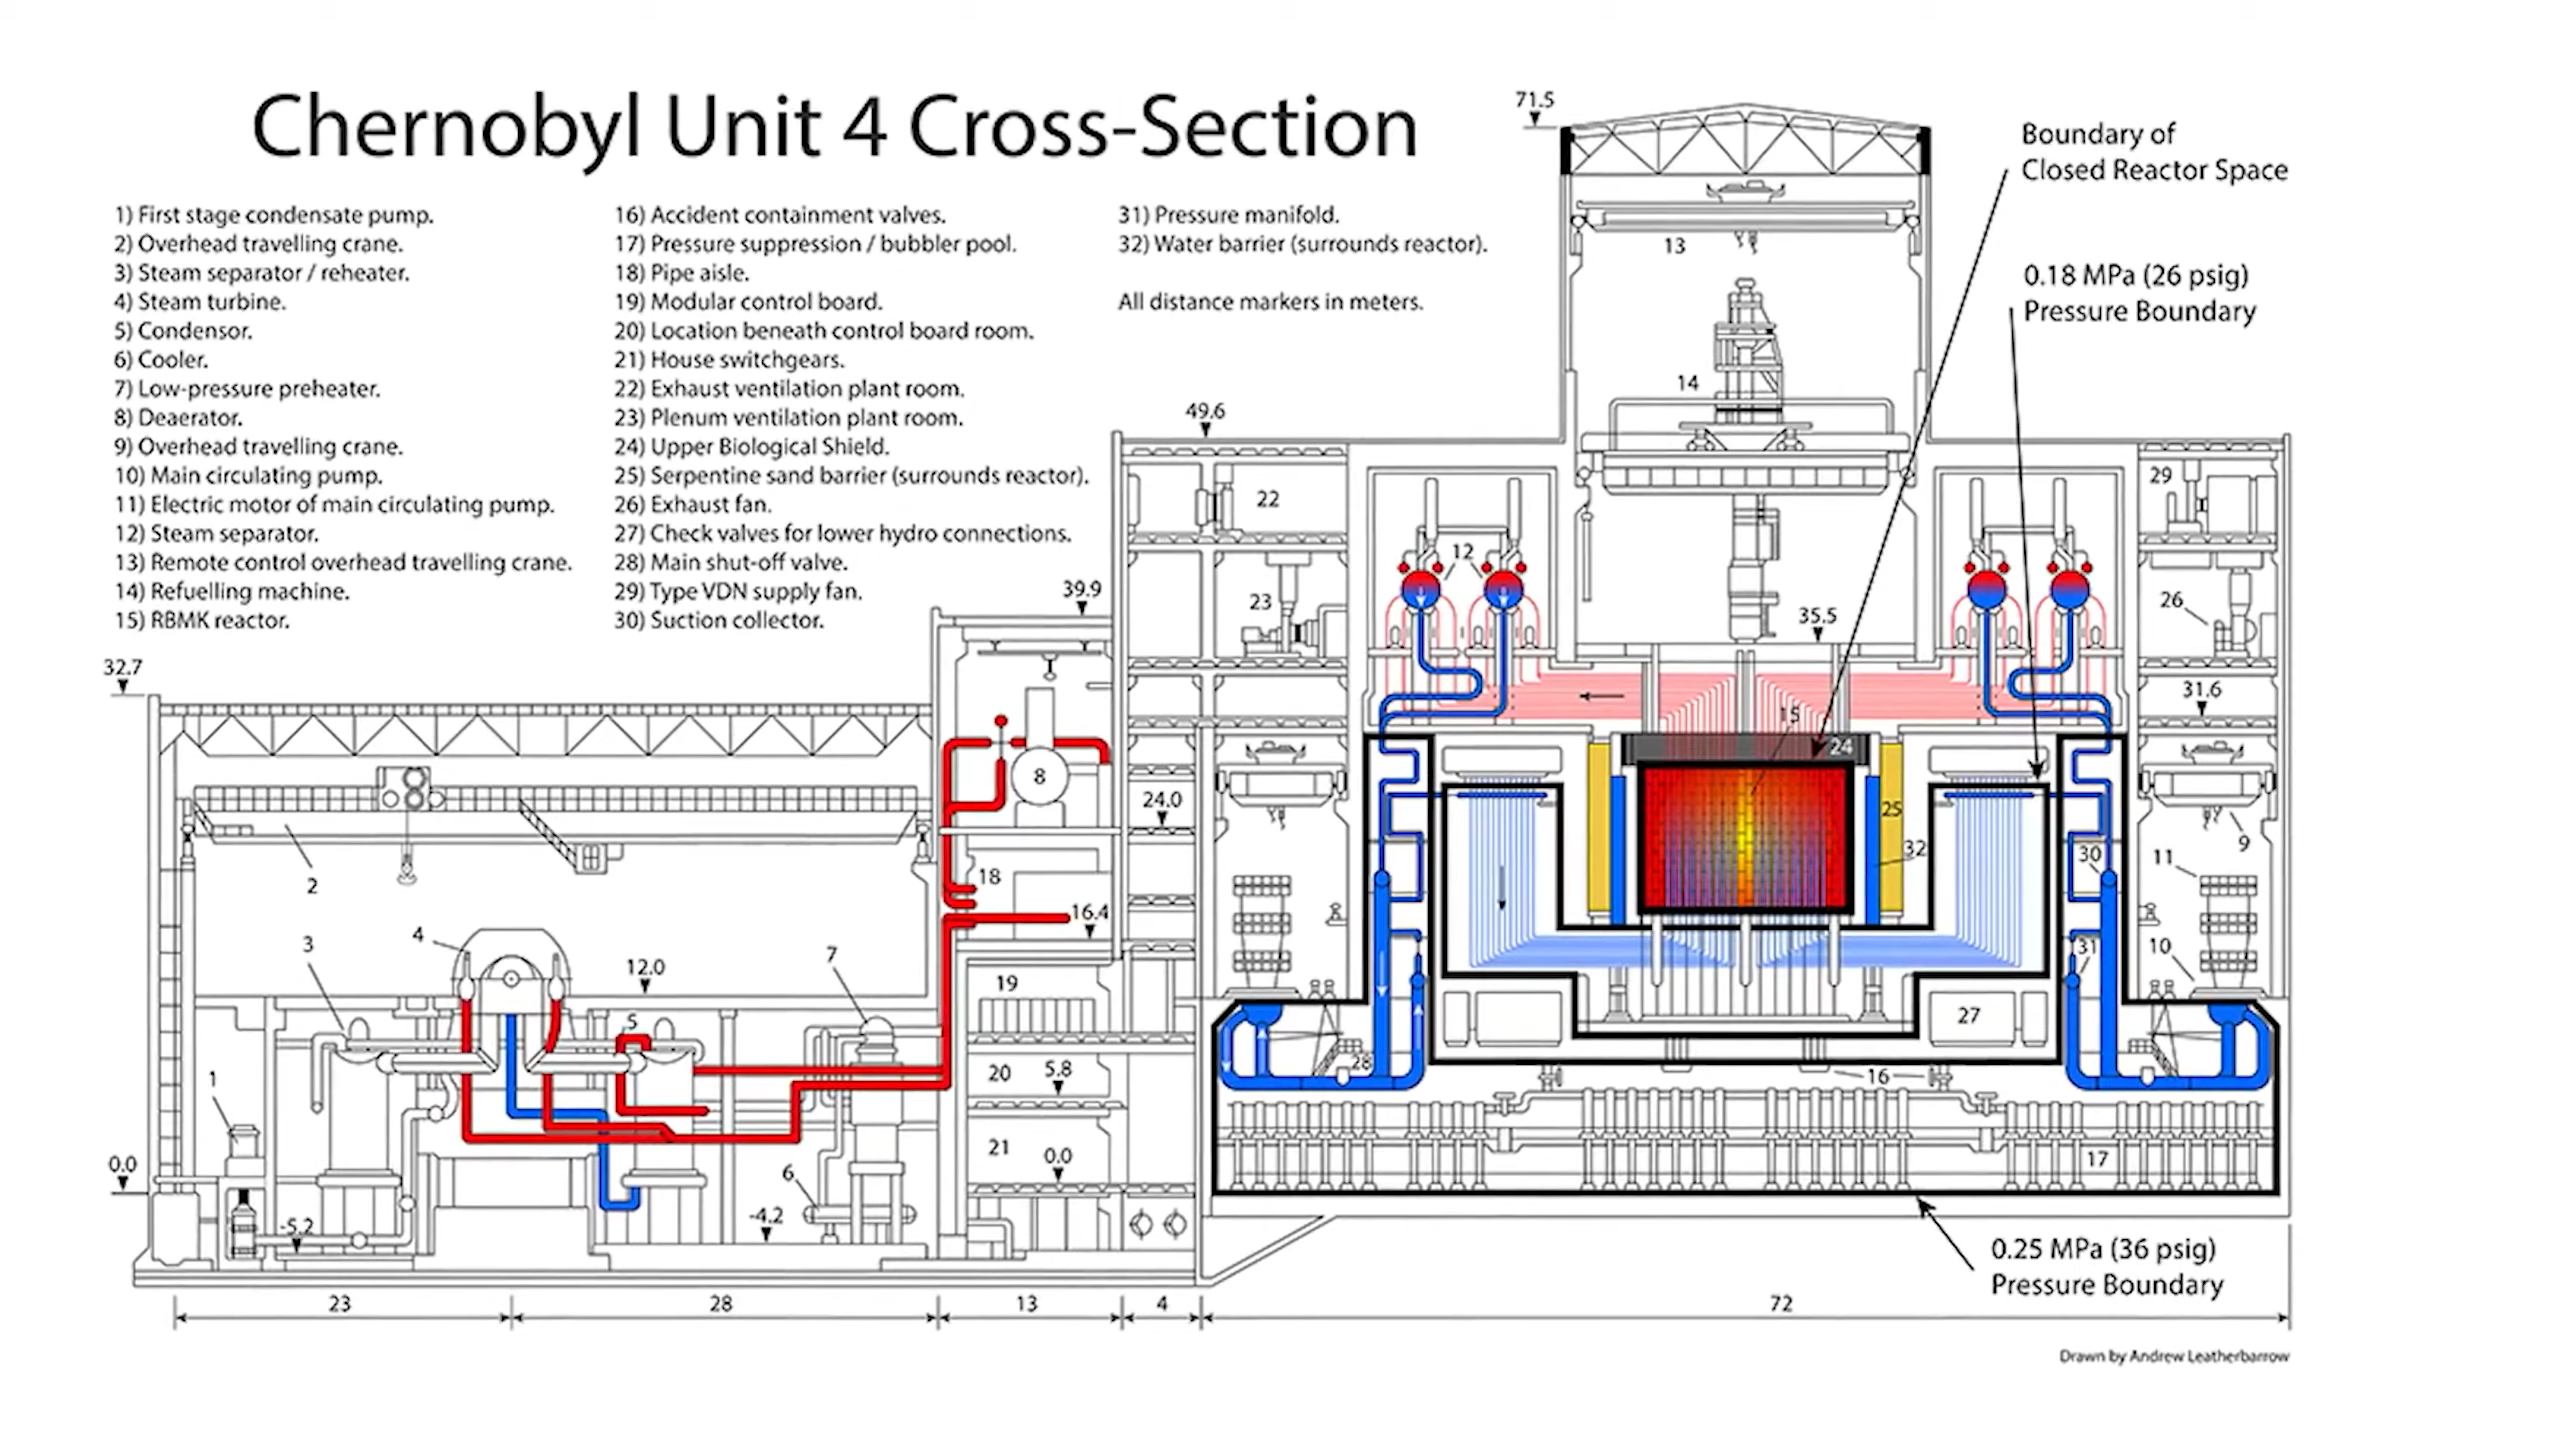 Chernobyl Unit 4 Cross-Section
1) First stage condensate pump.
2) Overhead travelling crane.
3) Steam separator / reheater.
4) Steam turbine.
5) Condensor.
6) Cooler.
7) Low-pressure preheater.
8) Deaerator.
9) Overhead travelling crane.
10) Main circulating pump.
11) Electric motor of main circulating pump.
12) Steam separator.
13) Remote control overhead travelling crane.
14) Refuelling machine.
15) RBMK reactor.
16) Accident containment valves.
17) Pressure suppression / bubbler pool.
18) Pipe aisle.
19) Modular control board.
20) Location beneath control board room.
21) House switchgears.
22) Exhaust ventilation plant room.
23) Plenum ventilation plant room.
24) Upper Biological Shield.
25) Serpentine sand barrier (surrounds reactor).
26) Exhaust fan.
27) Check valves for lower hydro connections.
28) Main shut-off valve.
29) Type VDN supply fan.
30) Suction collector.
31) Pressure manifold.
32) Water barrier (surrounds reactor).
All distance markers in meters.
71.5
Boundary of
Closed Reactor Space
0.18 MPa (26 psig)
Pressure Boundary
13
14
49.6
22
29
12
39.9
23
35.5
26
32.7
31.6
15
24
8
24.0
25
32
30
9
11
2
18
16.4
4
3
7
12.0
31
10
19
5
27
28
1
20
5.8
16
21
0.0
17
0.0
6
-5.2
-4.2
0.25 MPa (36 psig)
Pressure Boundary
23
28
13
4
72
Drawn by Andrew Leatherbarrow